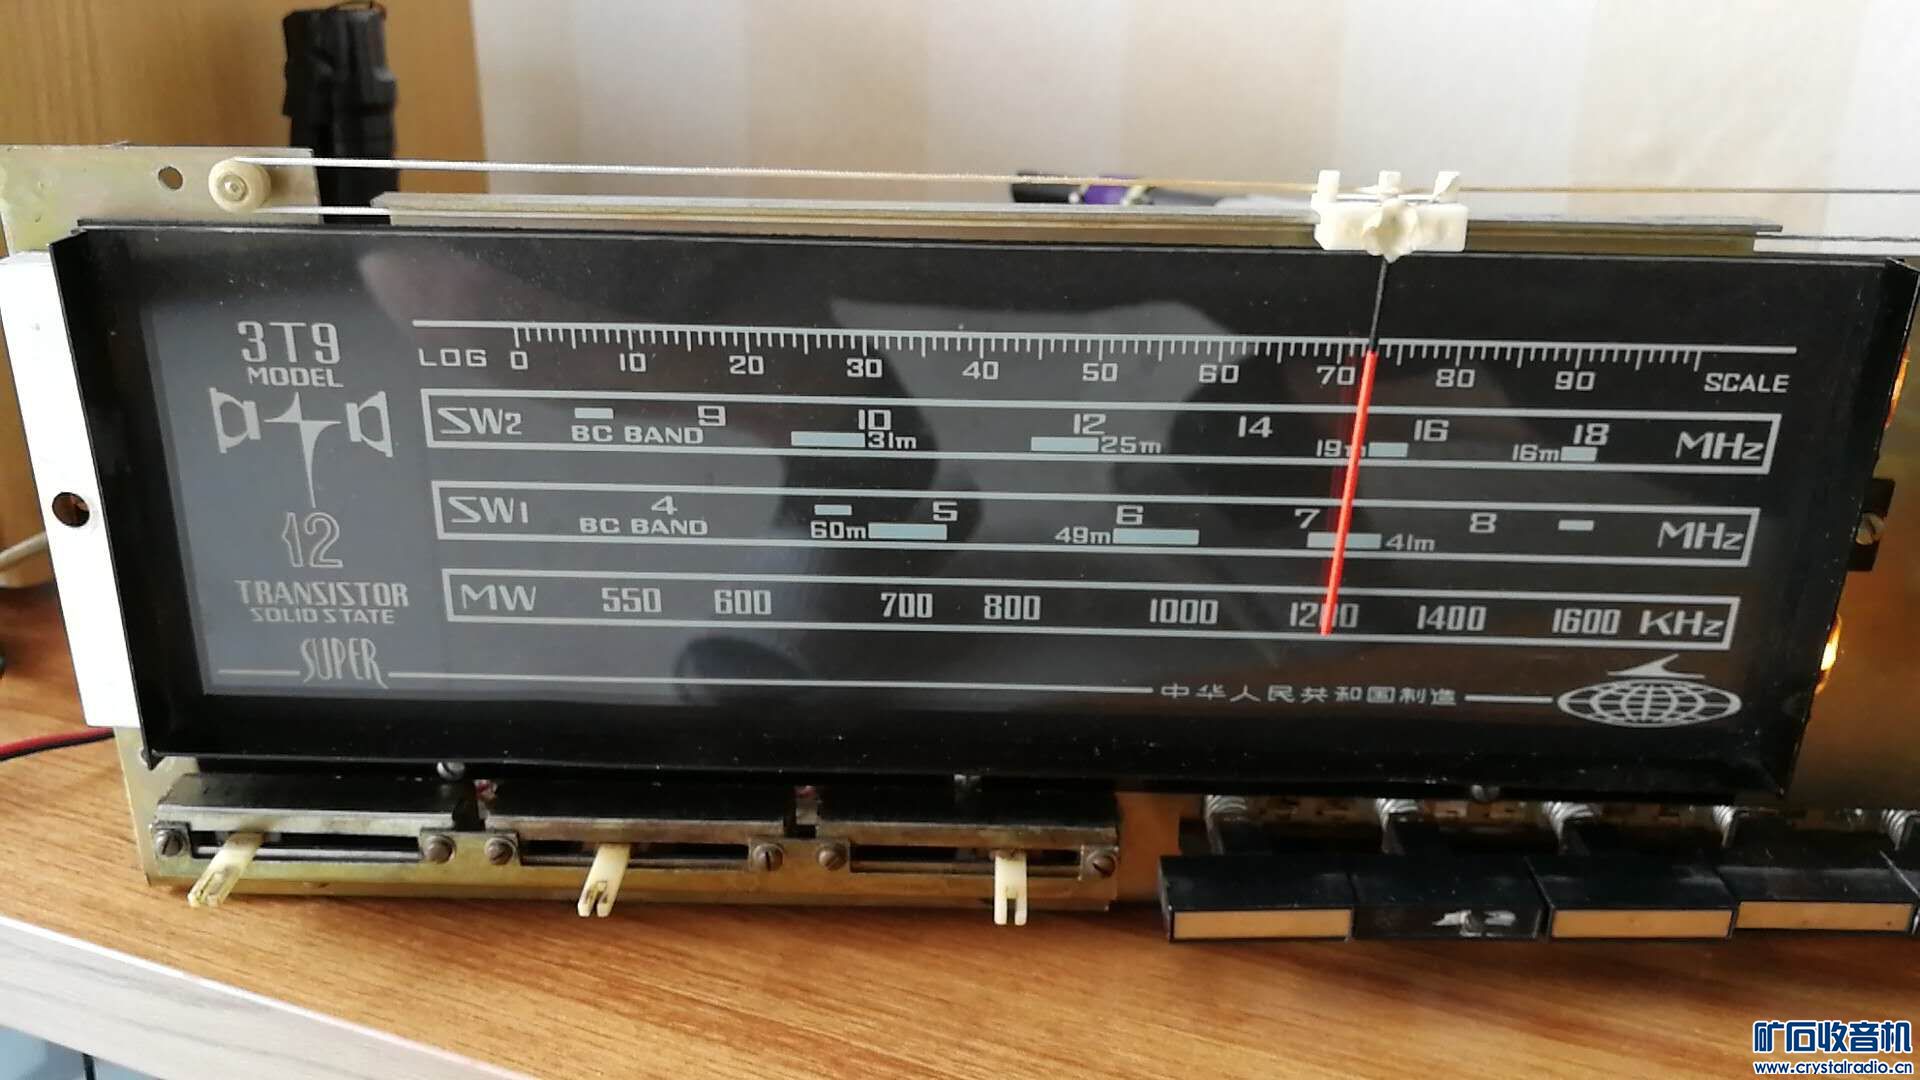 3T9
MODEL
12
TRANSISTOR
SOLID STATE
SUPER
LOG 0 10 20 30 40 50 60 70 80 90 SCALE
SW2 9 10 12 14 16 18 MHz
BC BAND 31m 25m 19m 16m
SW1 4 5 6 7 8 MHz
BC BAND 60m 49m 41m
MW 550 600 700 800 1000 1200 1400 1600 KHz
中华人民共和国制造
矿石收音机
www.crystalradio.cn